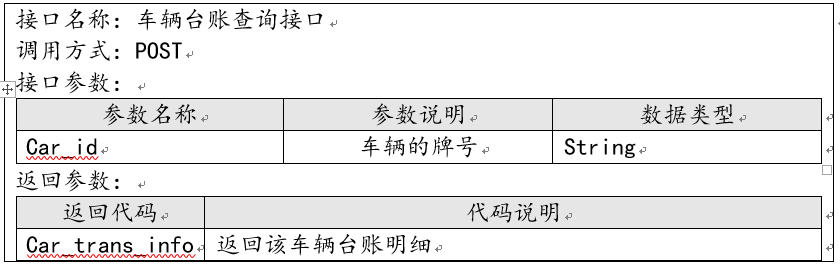 接口名称：车辆台账查询接口
调用方式：POST
接口参数：
参数名称 参数说明 数据类型
Car_id 车辆的牌号 String
返回参数：
返回代码 代码说明
Car_trans_info 返回该车辆台账明细